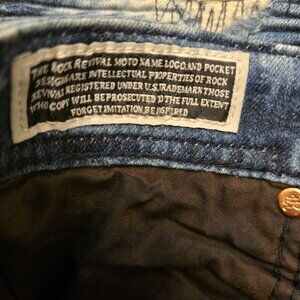 THE ROCK REVIVAL MOTO NAME LOGO, AND POCKET
DESIGNS ARE INTELLECTUAL PROPERTIES OF ROCK
REVIVAL REGISTERED UNDER U.S. TRADEMARK THOSE
WHO COPY WILL BE PROSECUTED TO THE FULL EXTENT
FORGET IMITATION BE INSPIRED